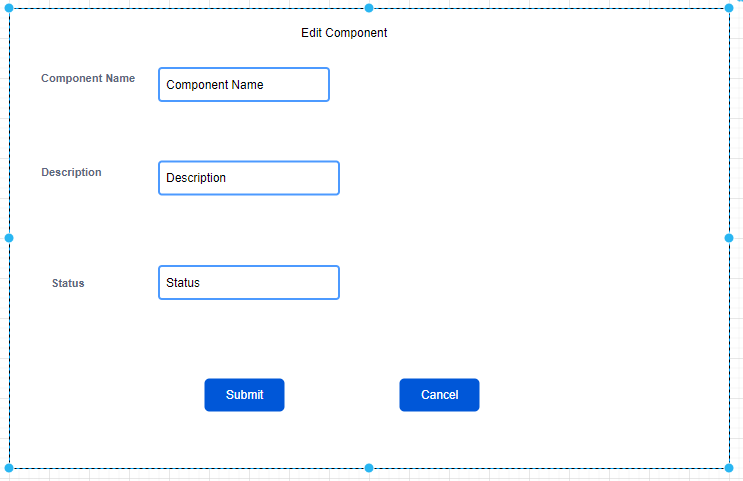 Edit Component
Component Name
Component Name
Description
Description
Status
Status
Submit
Cancel